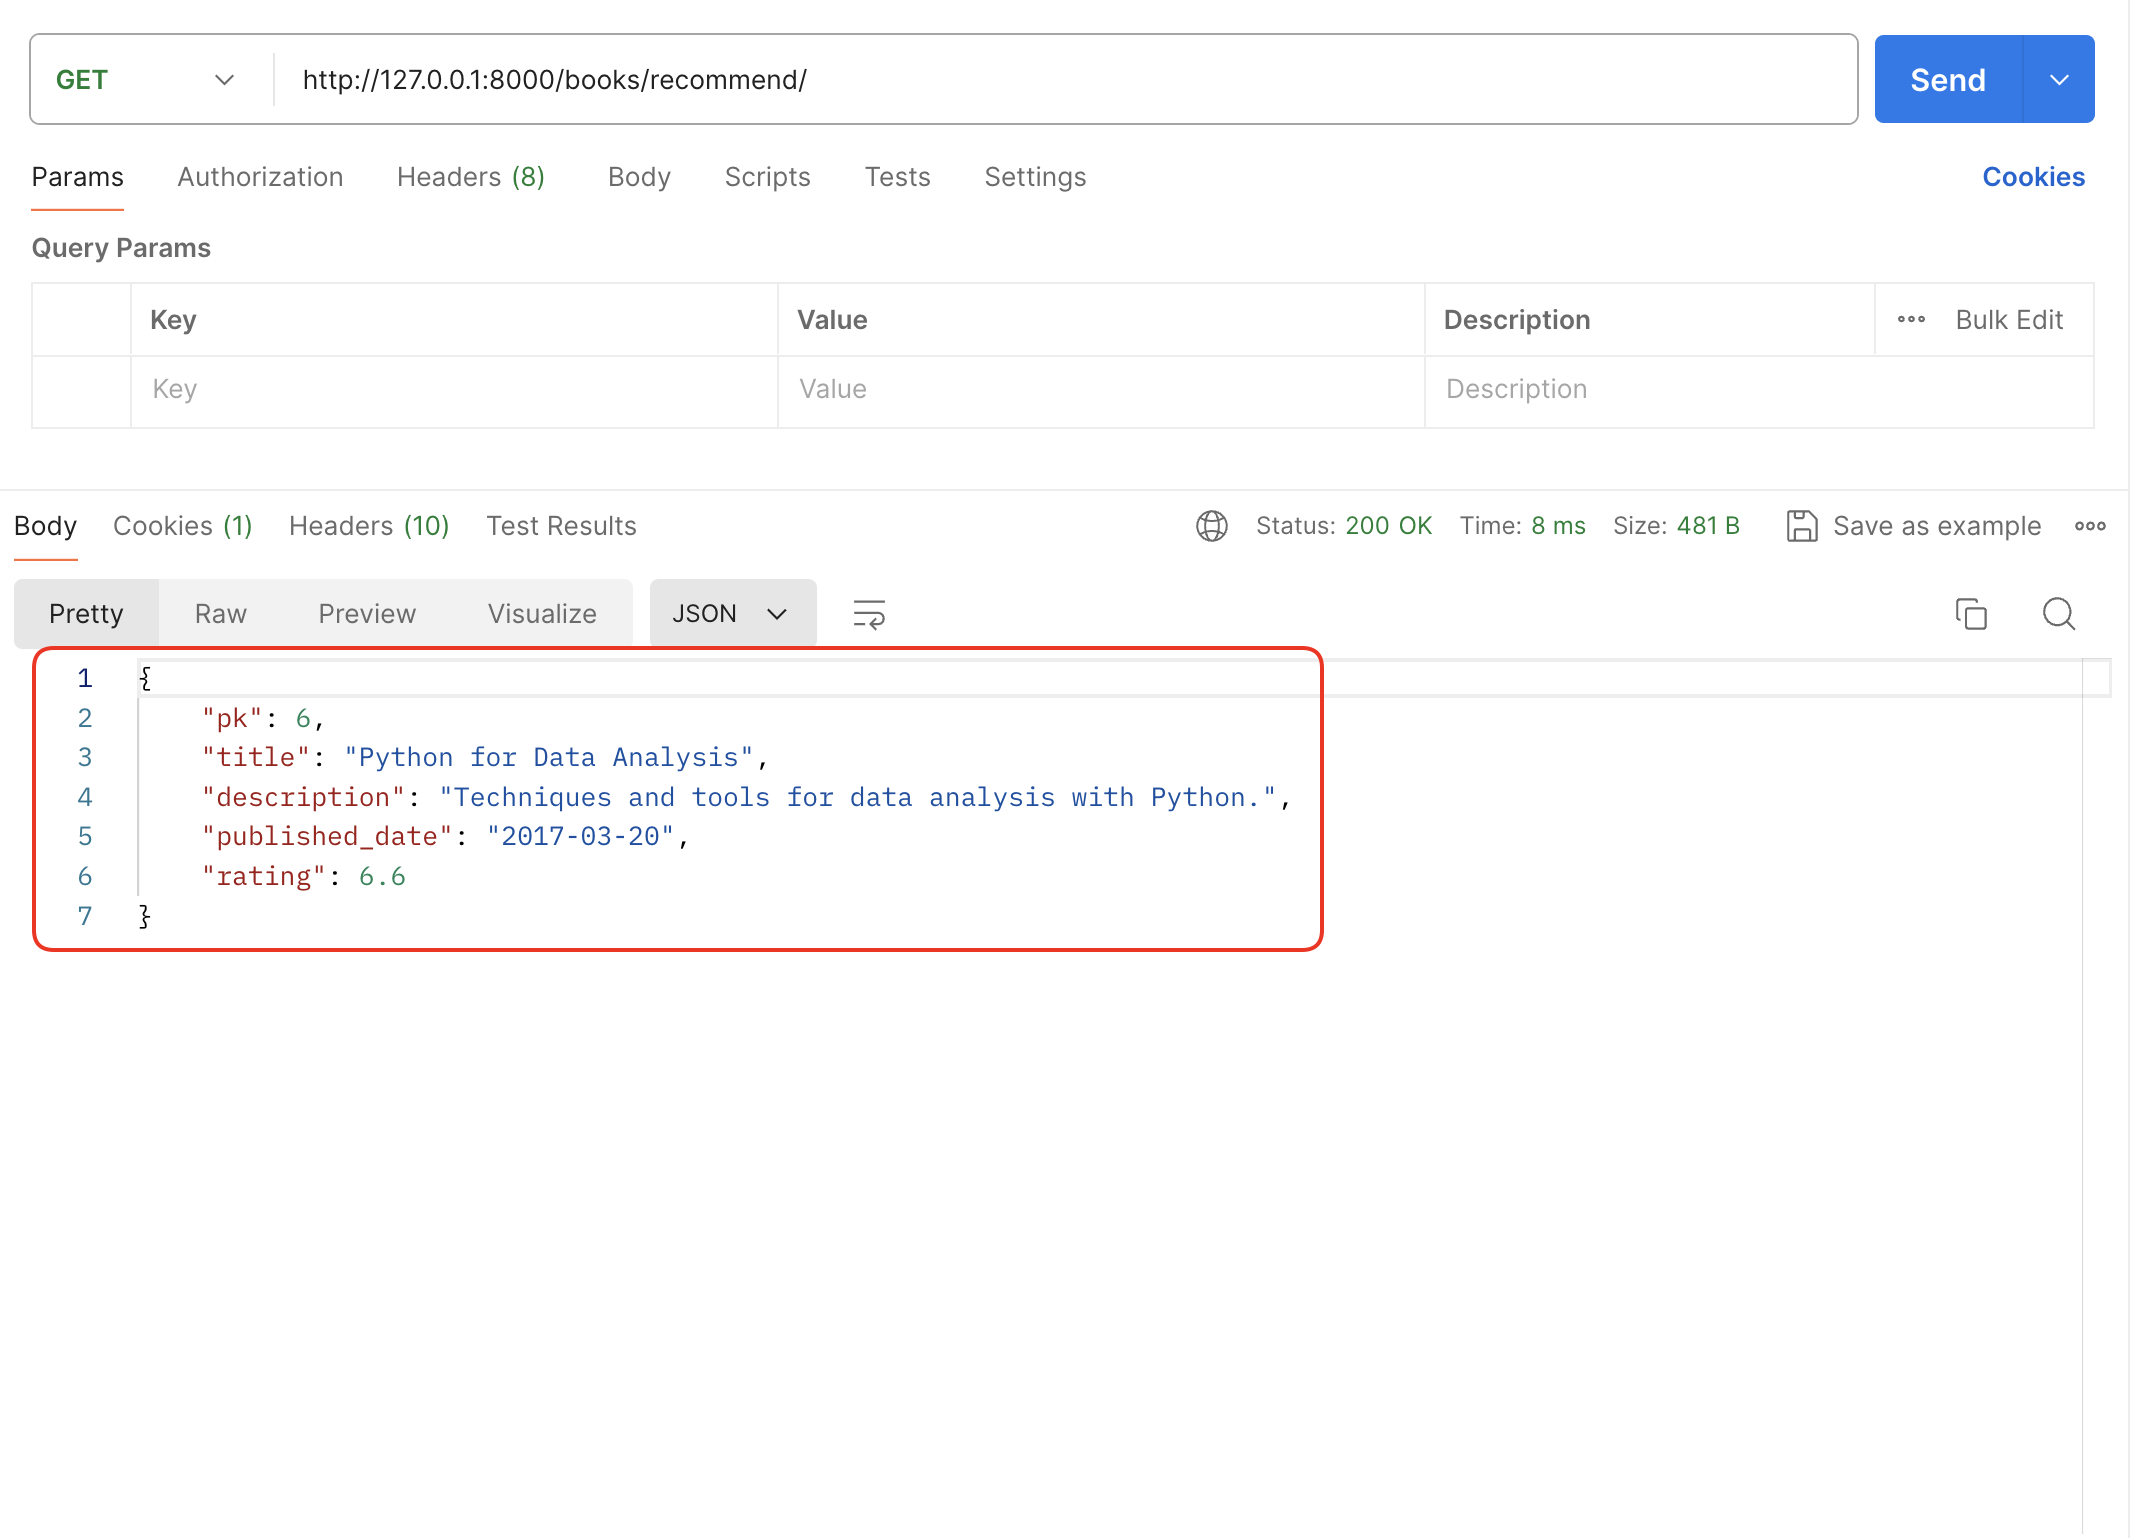 GET http://127.0.0.1:8000/books/recommend/ Send
Params Authorization Headers (8) Body Scripts Tests Settings Cookies
Query Params
Key Value Description Bulk Edit
Key Value Description
Body Cookies (1) Headers (10) Test Results Status: 200 OK Time: 8 ms Size: 481 B Save as example
Pretty Raw Preview Visualize JSON
1 {
2 "pk": 6,
3 "title": "Python for Data Analysis",
4 "description": "Techniques and tools for data analysis with Python.",
5 "published_date": "2017-03-20",
6 "rating": 6.6
7 }